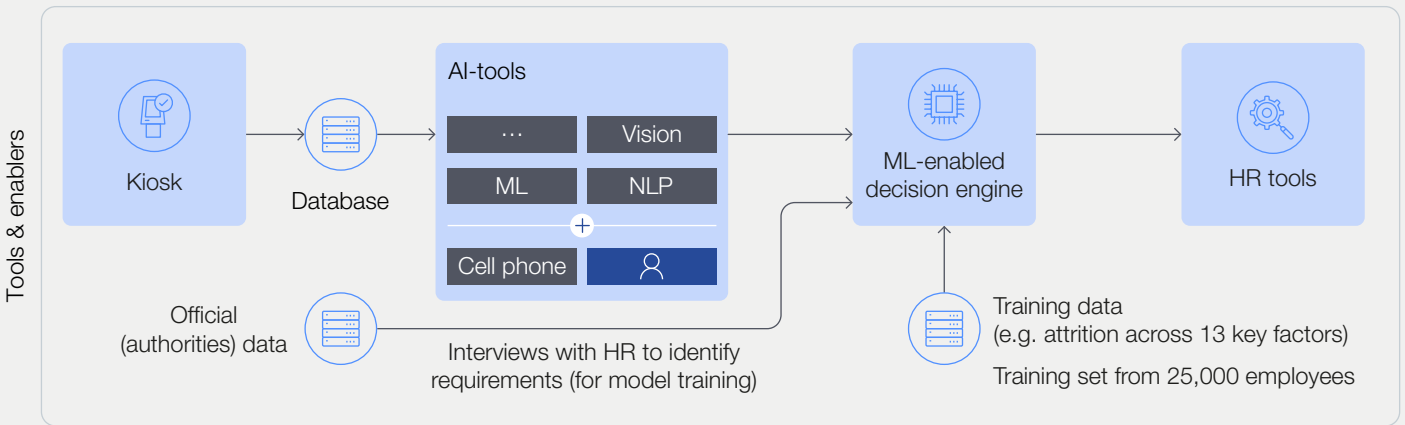 Tools & enablers
Kiosk
Database
AI-tools
...
Vision
ML
NLP
+
Cell phone
ML-enabled
decision engine
HR tools
Official
(authorities) data
Interviews with HR to identify
requirements (for model training)
Training data
(e.g. attrition across 13 key factors)
Training set from 25,000 employees